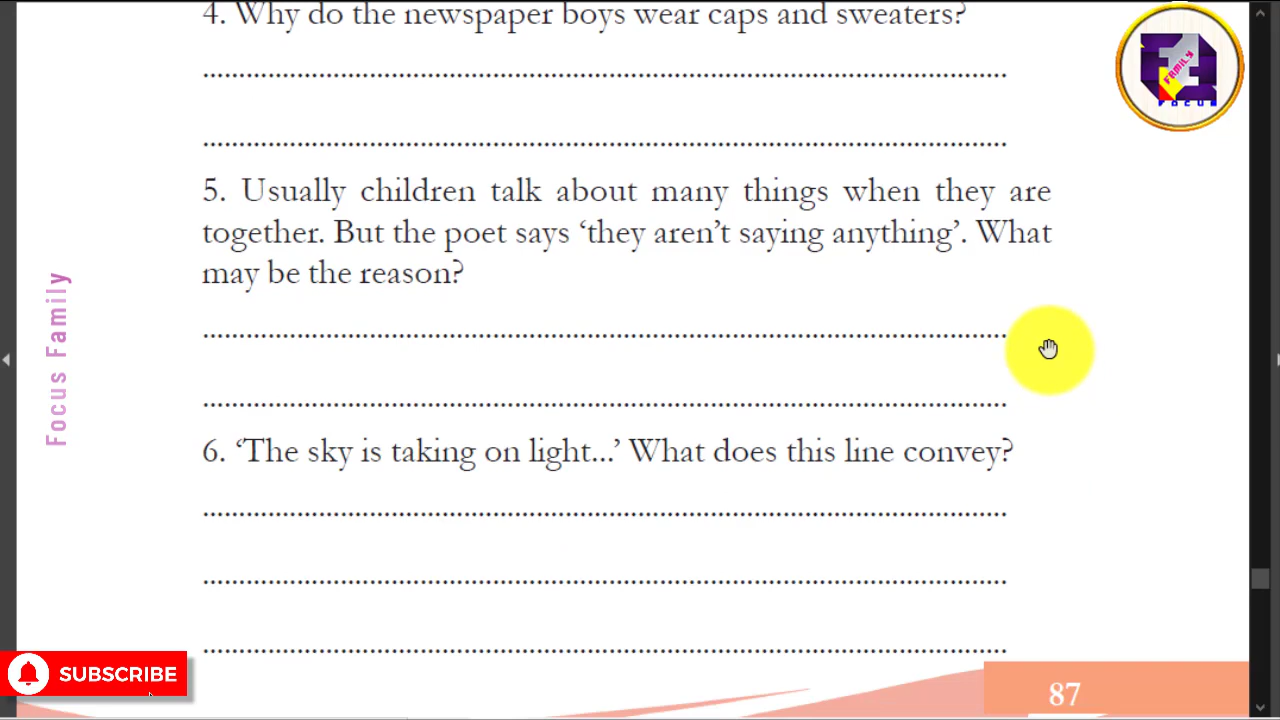 4. Why do the newspaper boys wear caps and sweaters?
...............................................................................................................
...............................................................................................................
5. Usually children talk about many things when they are
together. But the poet says ‘they aren’t saying anything’. What
may be the reason?
...............................................................................................................
...............................................................................................................
6. ‘The sky is taking on light...’ What does this line convey?
...............................................................................................................
...............................................................................................................
...............................................................................................................
87
Focus Family
FAMILY
FOCUS
SUBSCRIBE